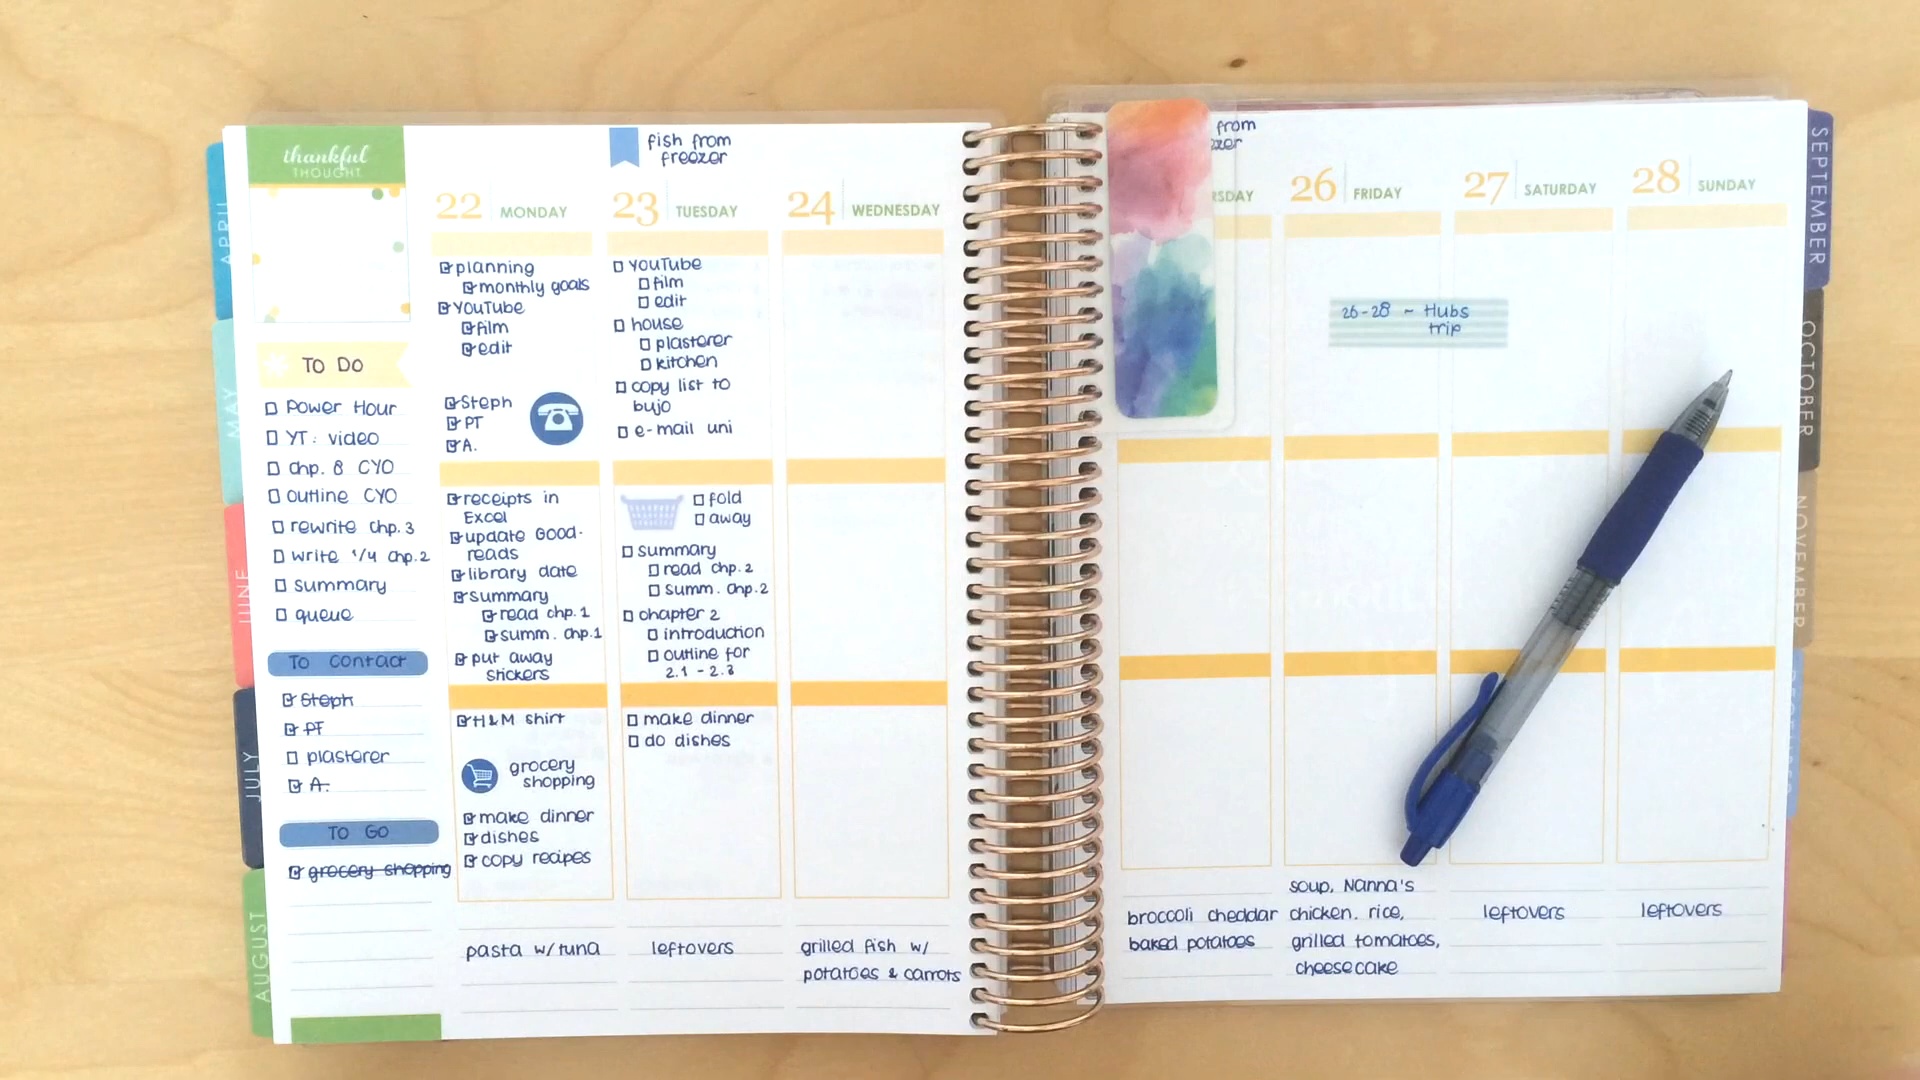 thankful
THOUGHT
TO DO
Power Hour
YT: video
chp. 8 CYO
outline CYO
rewrite chp. 3
write 1/4 chp. 2
summary
queue
To contact
Steph
PT
plasterer
A.
TO GO
grocery shopping
22 MONDAY
planning
monthly goals
YouTube
film
edit
Steph
PT
A.
receipts in
Excel
update Good-
reads
library date
summary
read chp. 1
summ. chp. 1
put away
stickers
H&M shirt
grocery
shopping
make dinner
dishes
copy recipes
pasta w/ tuna
fish from
freezer
23 TUESDAY
YouTube
film
edit
house
plasterer
kitchen
copy list to
bujo
e-mail uni
fold
away
summary
read chp. 2
summ. chp. 2
chapter 2
introduction
outline for
2.1 - 2.3
make dinner
do dishes
leftovers
24 WEDNESDAY
grilled fish w/
potatoes & carrots
from
ezer
RSDAY
broccoli cheddar
baked potatoes
26 FRIDAY
26-28 ~ Hubs
trip
soup, Nanna's
chicken. rice,
grilled tomatoes,
cheesecake
27 SATURDAY
leftovers
28 SUNDAY
leftovers
APRIL
MAY
JUNE
JULY
AUGUST
SEPTEMBER
OCTOBER
NOVEMBER